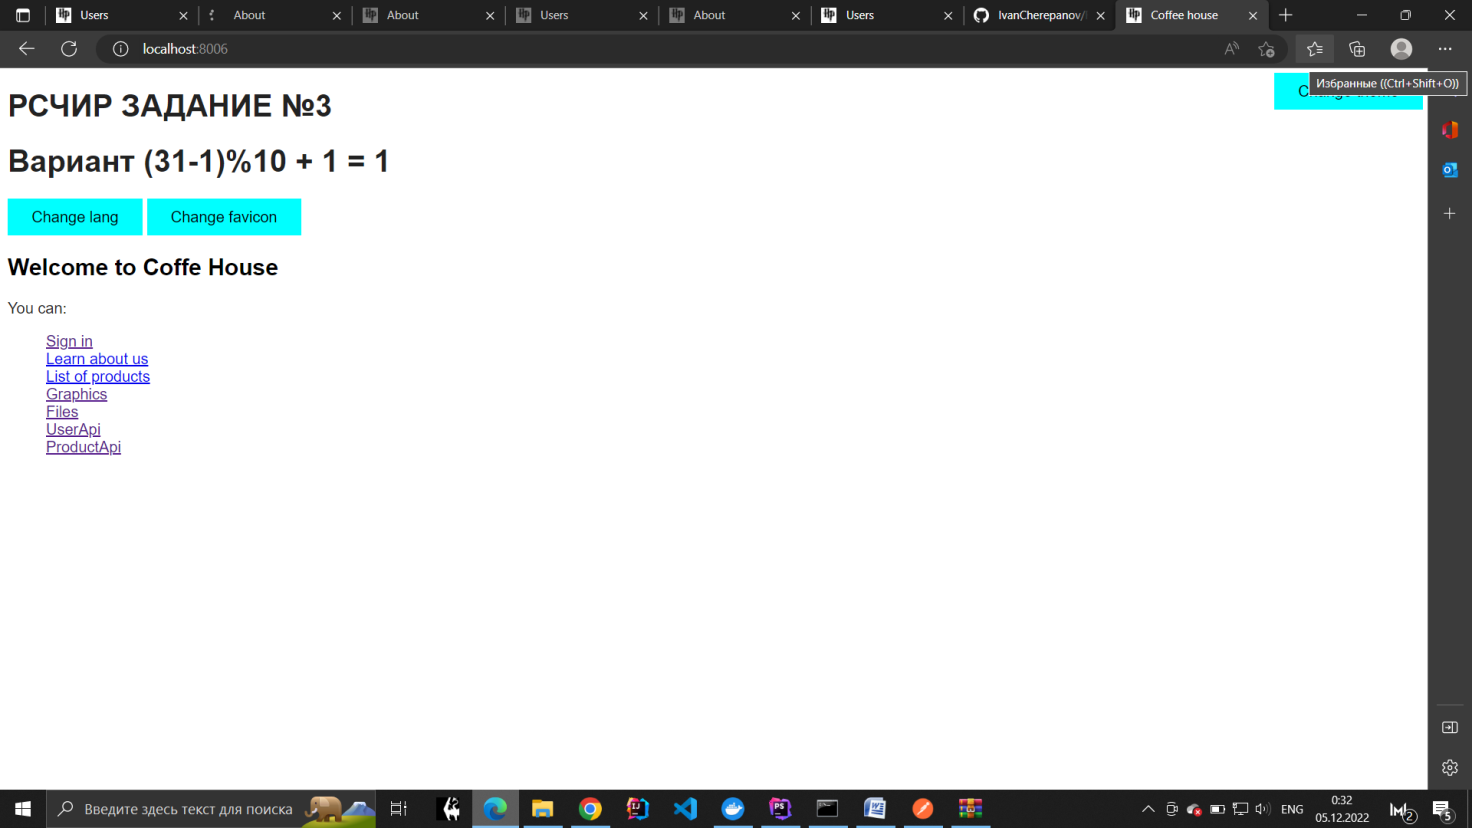 Users
About
About
Users
About
Users
IvanCherepanov/
Coffee house
localhost:8006
Избранные ((Ctrl+Shift+O))
РСЧИР ЗАДАНИЕ №3
Вариант (31-1)%10 + 1 = 1
Change lang
Change favicon
Welcome to Coffe House
You can:
Sign in
Learn about us
List of products
Graphics
Files
UserApi
ProductApi
Введите здесь текст для поиска
ENG
0:32
05.12.2022
2
5